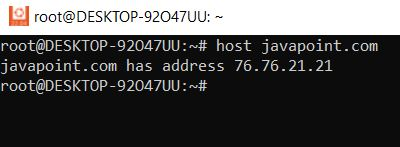 root@DESKTOP-92O47UU: ~
root@DESKTOP-92O47UU:~# host javapoint.com
javapoint.com has address 76.76.21.21
root@DESKTOP-92O47UU:~#